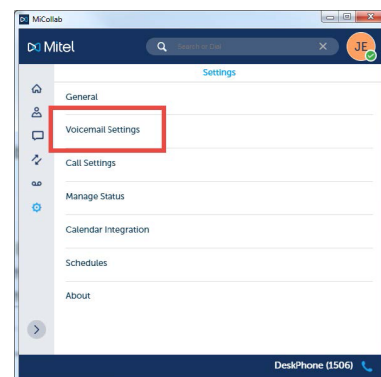 MiCollab
Mitel
Search or Dial
JE
Settings
General
Voicemail Settings
Call Settings
Manage Status
Calendar Integration
Schedules
About
DeskPhone (1506)